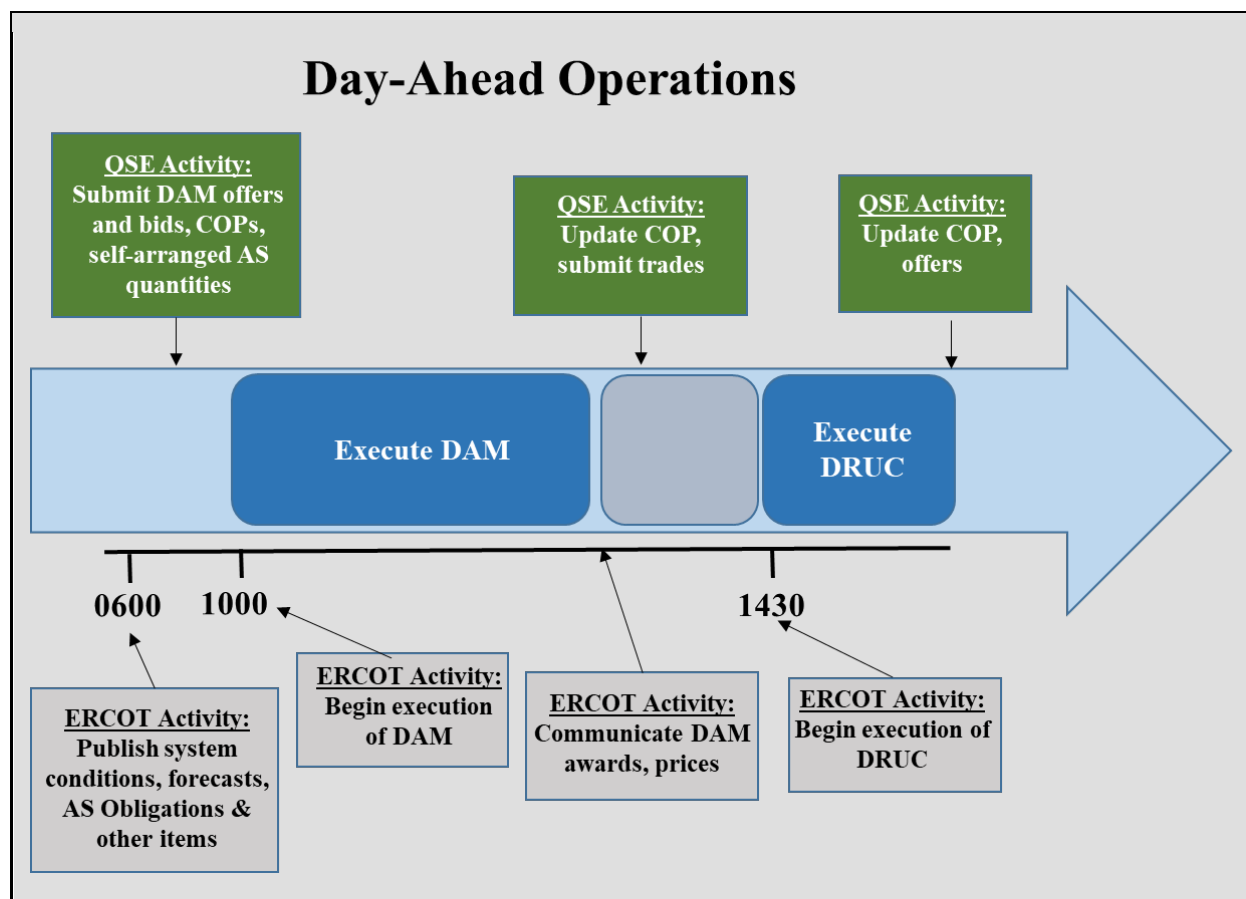 Day-Ahead Operations
QSE Activity:
Submit DAM offers
and bids, COPs,
self-arranged AS
quantities
QSE Activity:
Update COP,
submit trades
QSE Activity:
Update COP,
offers
Execute DAM
Execute
DRUC
0600
1000
1430
ERCOT Activity:
Publish system
conditions, forecasts,
AS Obligations &
other items
ERCOT Activity:
Begin execution
of DAM
ERCOT Activity:
Communicate DAM
awards, prices
ERCOT Activity:
Begin execution of
DRUC